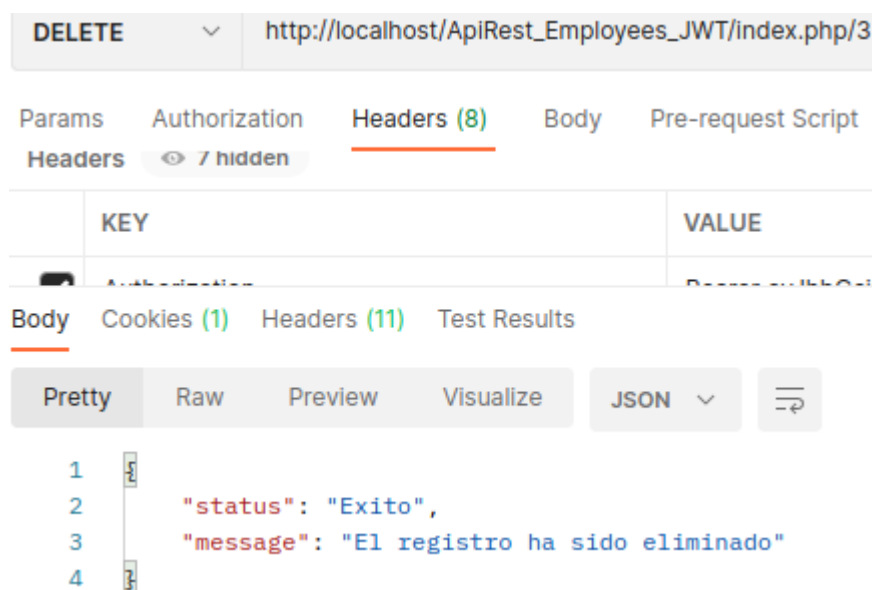 DELETE http://localhost/ApiRest_Employees_JWT/index.php/3
Params Authorization Headers (8) Body Pre-request Script
Headers 7 hidden
KEY VALUE
Authorization Bearer
Body Cookies (1) Headers (11) Test Results
Pretty Raw Preview Visualize JSON
1 {
2 "status": "Exito",
3 "message": "El registro ha sido eliminado"
4 }